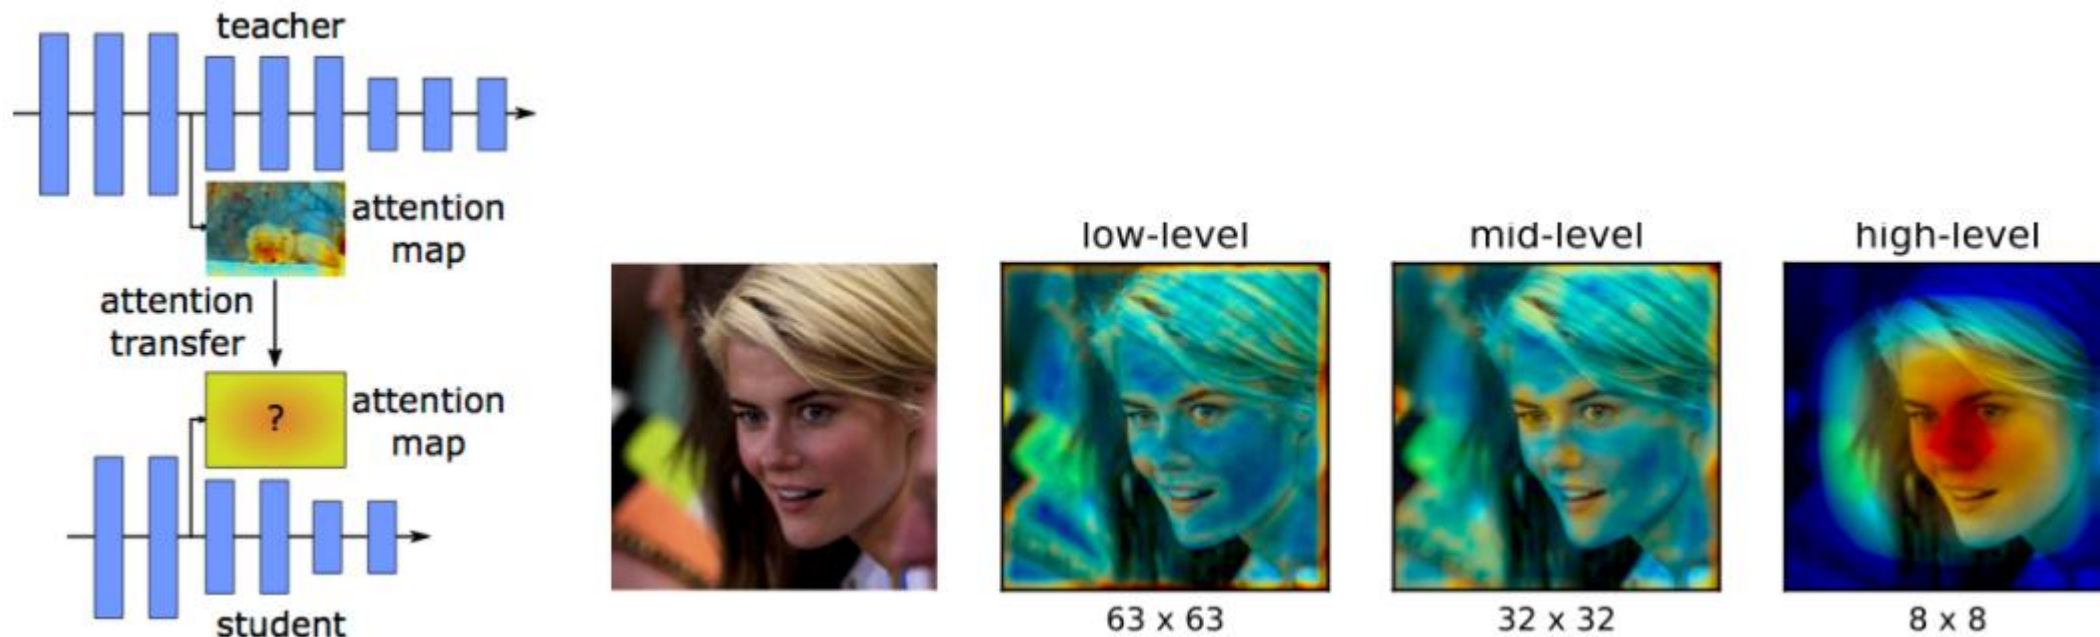 teacher
attention
map
attention
transfer
?
attention
map
student
low-level
mid-level
high-level
63 x 63
32 x 32
8 x 8